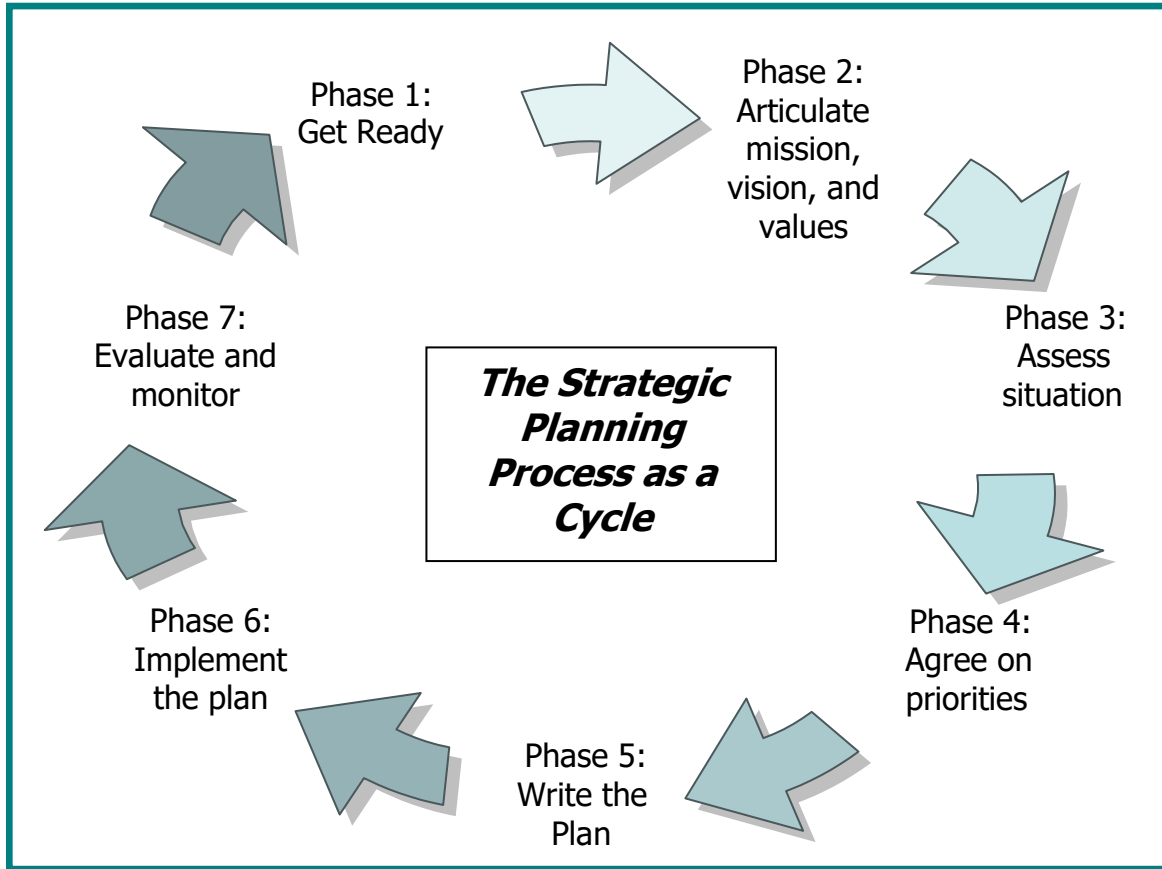 Phase 1:
Get Ready
Phase 2:
Articulate
mission,
vision, and
values
Phase 3:
Assess
situation
Phase 4:
Agree on
priorities
Phase 5:
Write the
Plan
Phase 6:
Implement
the plan
Phase 7:
Evaluate and
monitor
The Strategic
Planning
Process as a
Cycle